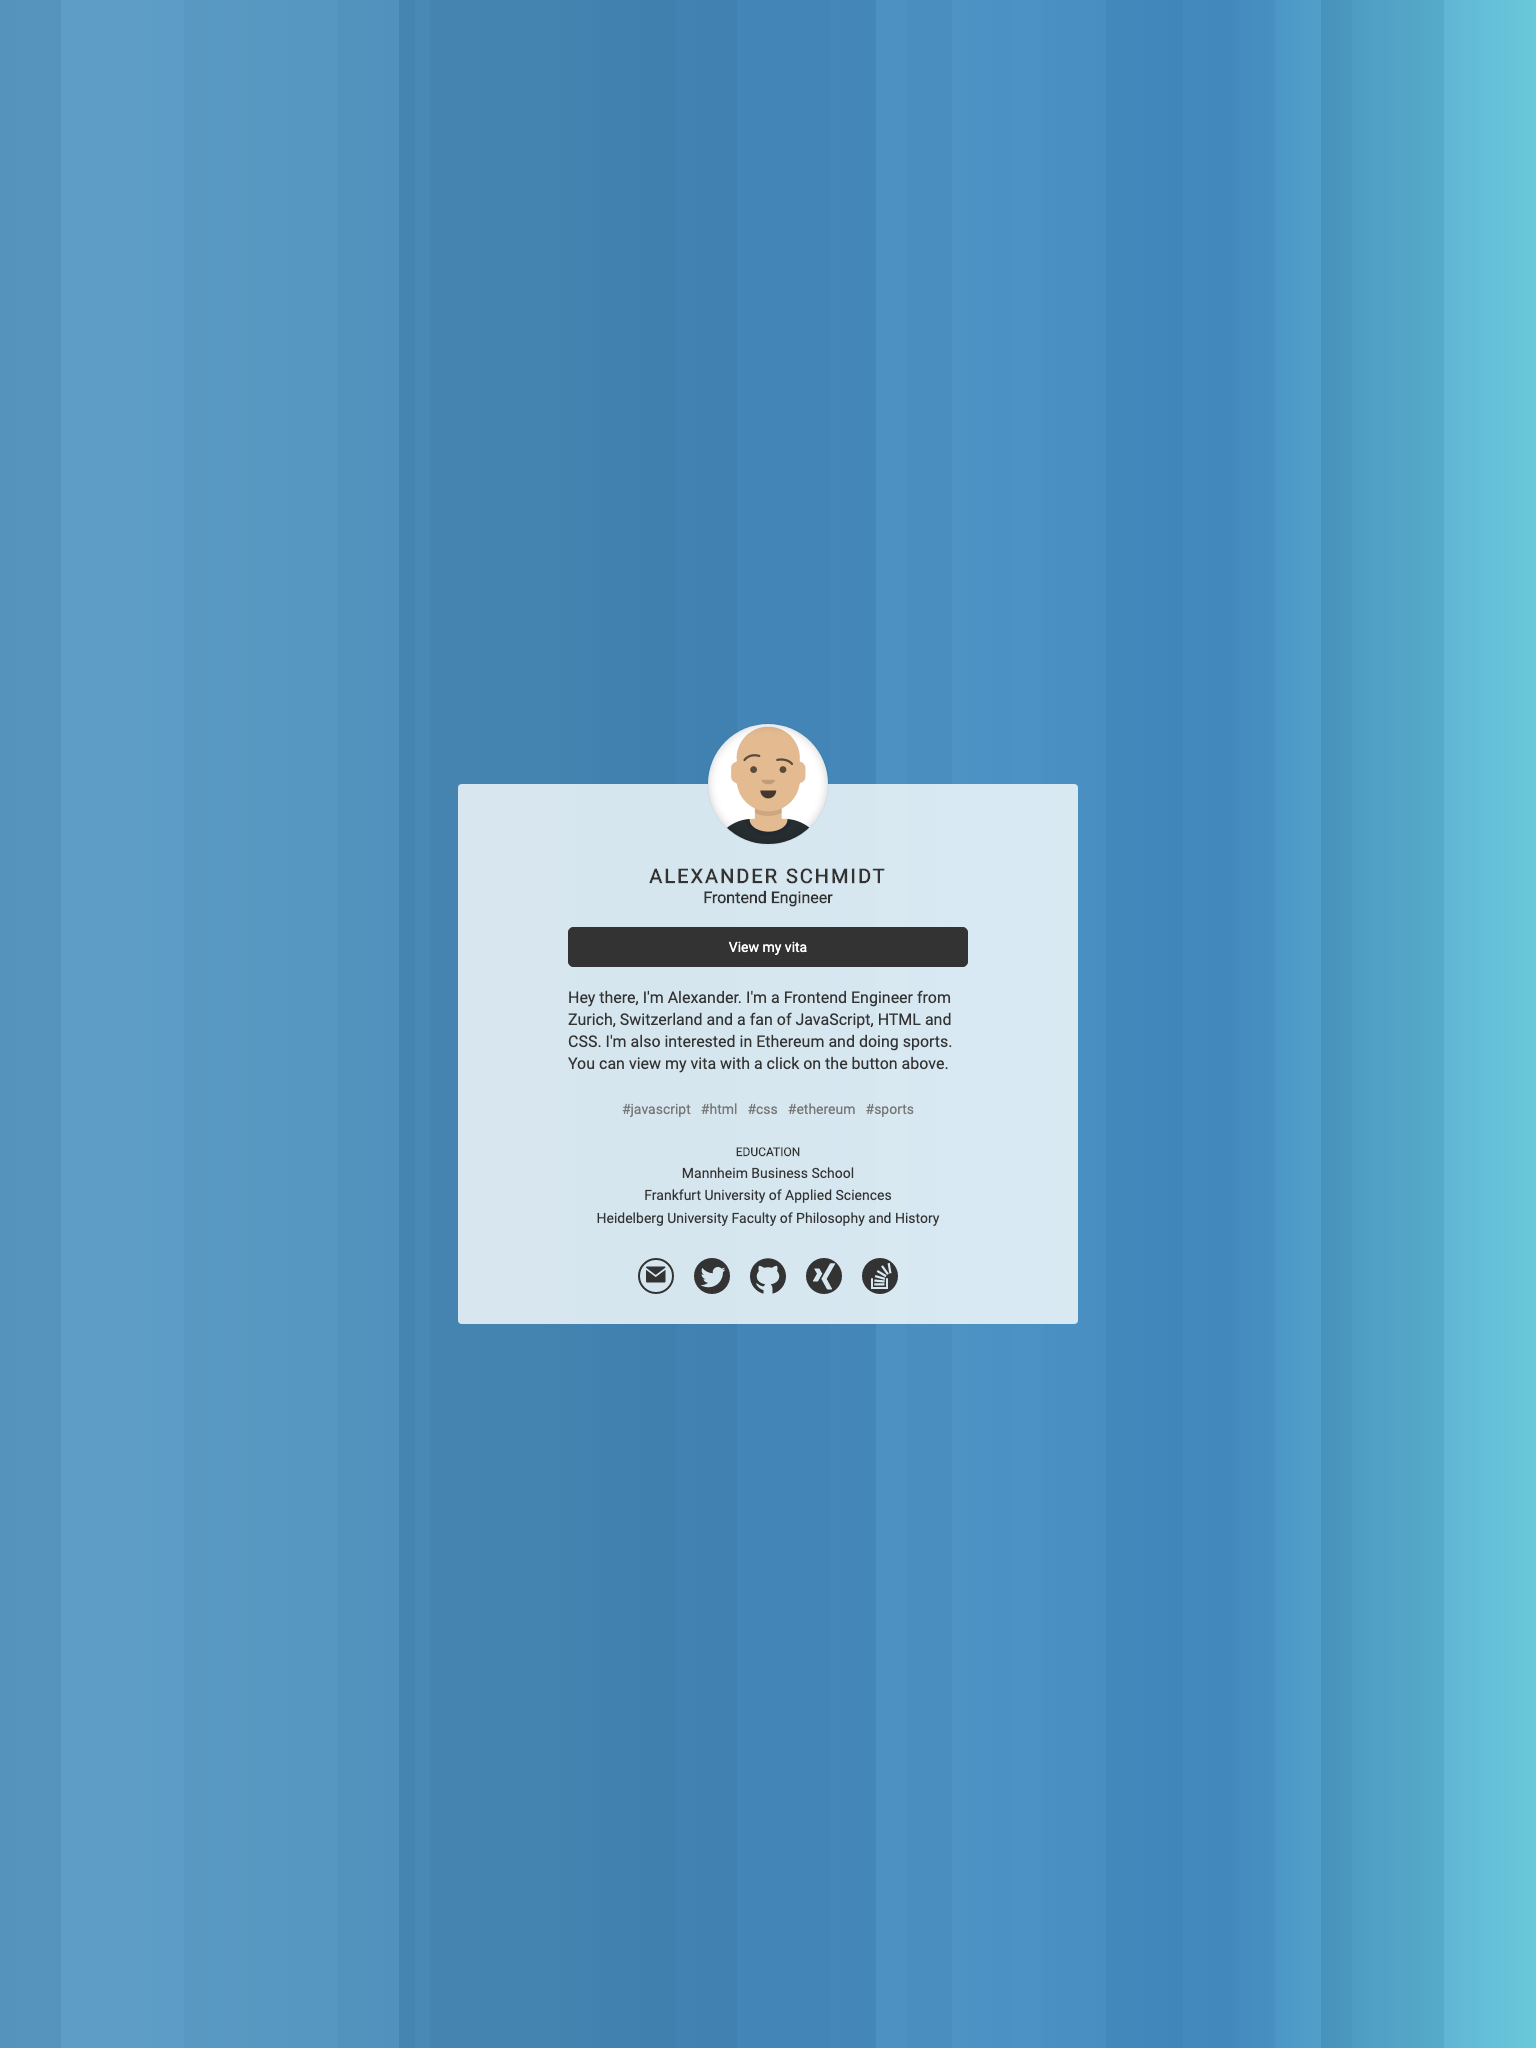 ALEXANDER SCHMIDT
Frontend Engineer
View my vita
Hey there, I'm Alexander. I'm a Frontend Engineer from
Zurich, Switzerland and a fan of JavaScript, HTML and
CSS. I'm also interested in Ethereum and doing sports.
You can view my vita with a click on the button above.
#javascript #html #css #ethereum #sports
EDUCATION
Mannheim Business School
Frankfurt University of Applied Sciences
Heidelberg University Faculty of Philosophy and History